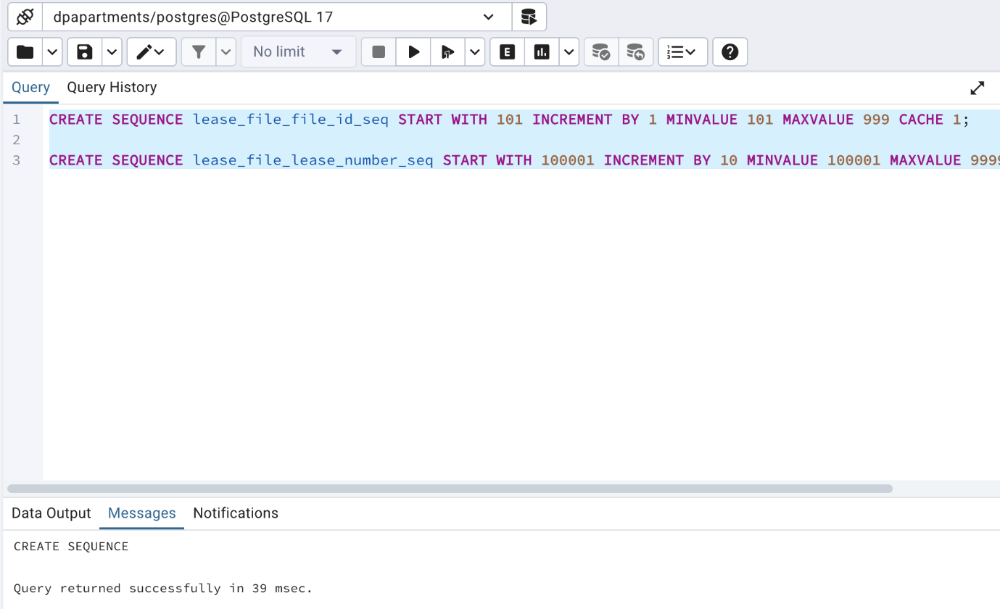 dpapartments/postgres@PostgreSQL 17
No limit
E
Query Query History
1 CREATE SEQUENCE lease_file_file_id_seq START WITH 101 INCREMENT BY 1 MINVALUE 101 MAXVALUE 999 CACHE 1;
2
3 CREATE SEQUENCE lease_file_lease_number_seq START WITH 100001 INCREMENT BY 10 MINVALUE 100001 MAXVALUE 999
Data Output Messages Notifications
CREATE SEQUENCE
Query returned successfully in 39 msec.